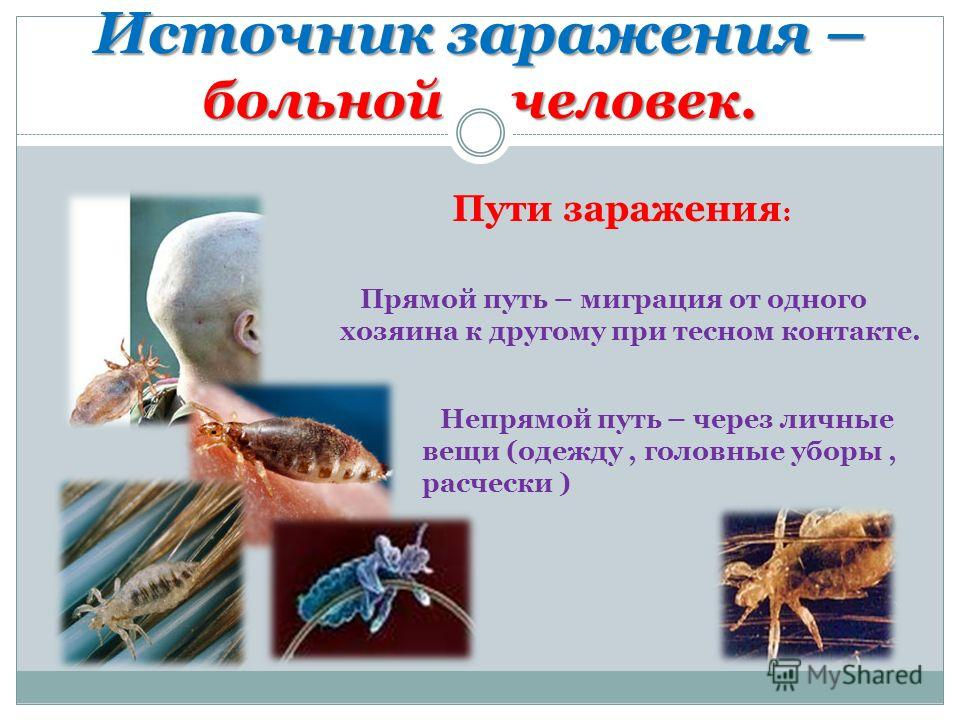 Источник заражения –
больной человек.
Пути заражения:
Прямой путь – миграция от одного
хозяина к другому при тесном контакте.
Непрямой путь – через личные
вещи (одежду , головные уборы ,
расчески )
MyShared